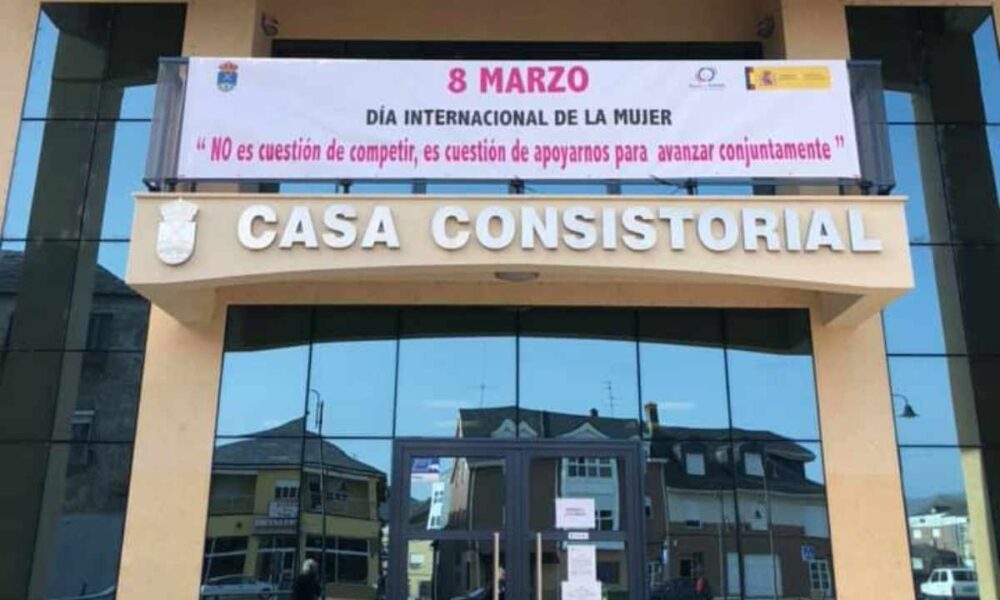 8 MARZO
DÍA INTERNACIONAL DE LA MUJER
“ NO es cuestión de competir, es cuestión de apoyarnos para avanzar conjuntamente ”
CASA CONSISTORIAL